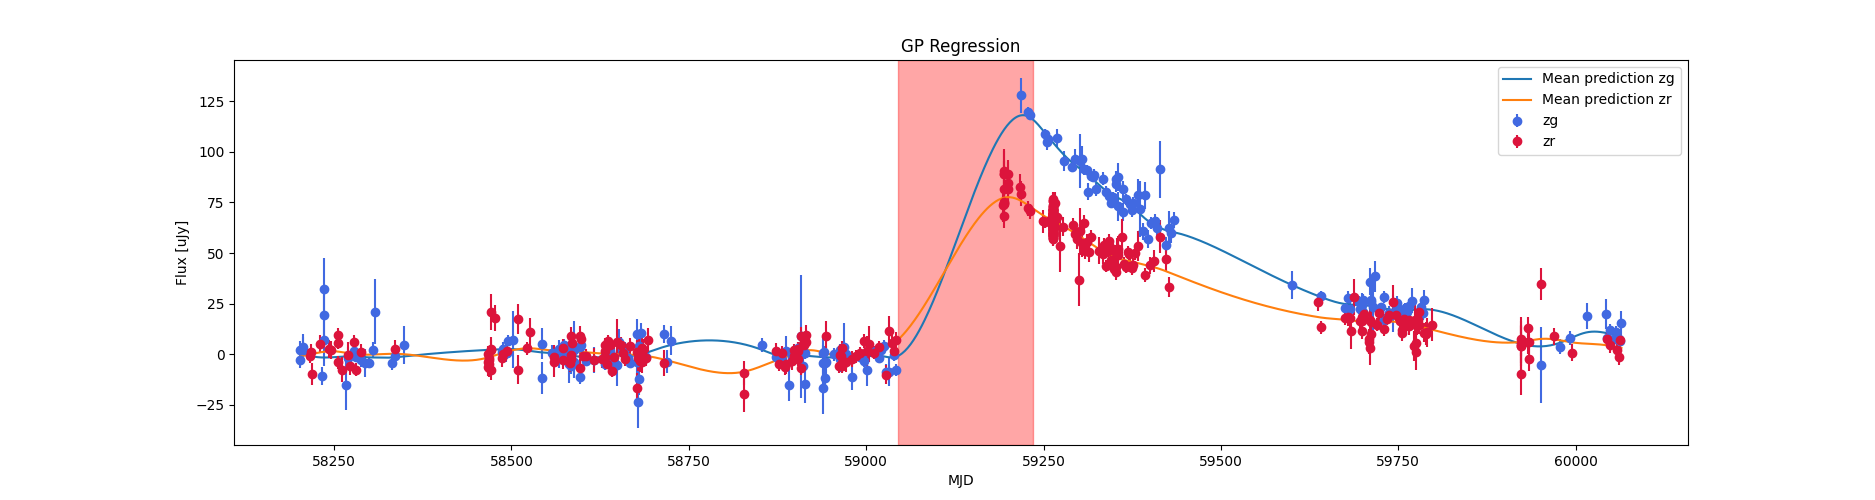 GP Regression
Mean prediction zg
Mean prediction zr
zg
zr
Flux [uJy]
125
100
75
50
25
0
−25
58250
58500
58750
59000
59250
59500
59750
60000
MJD